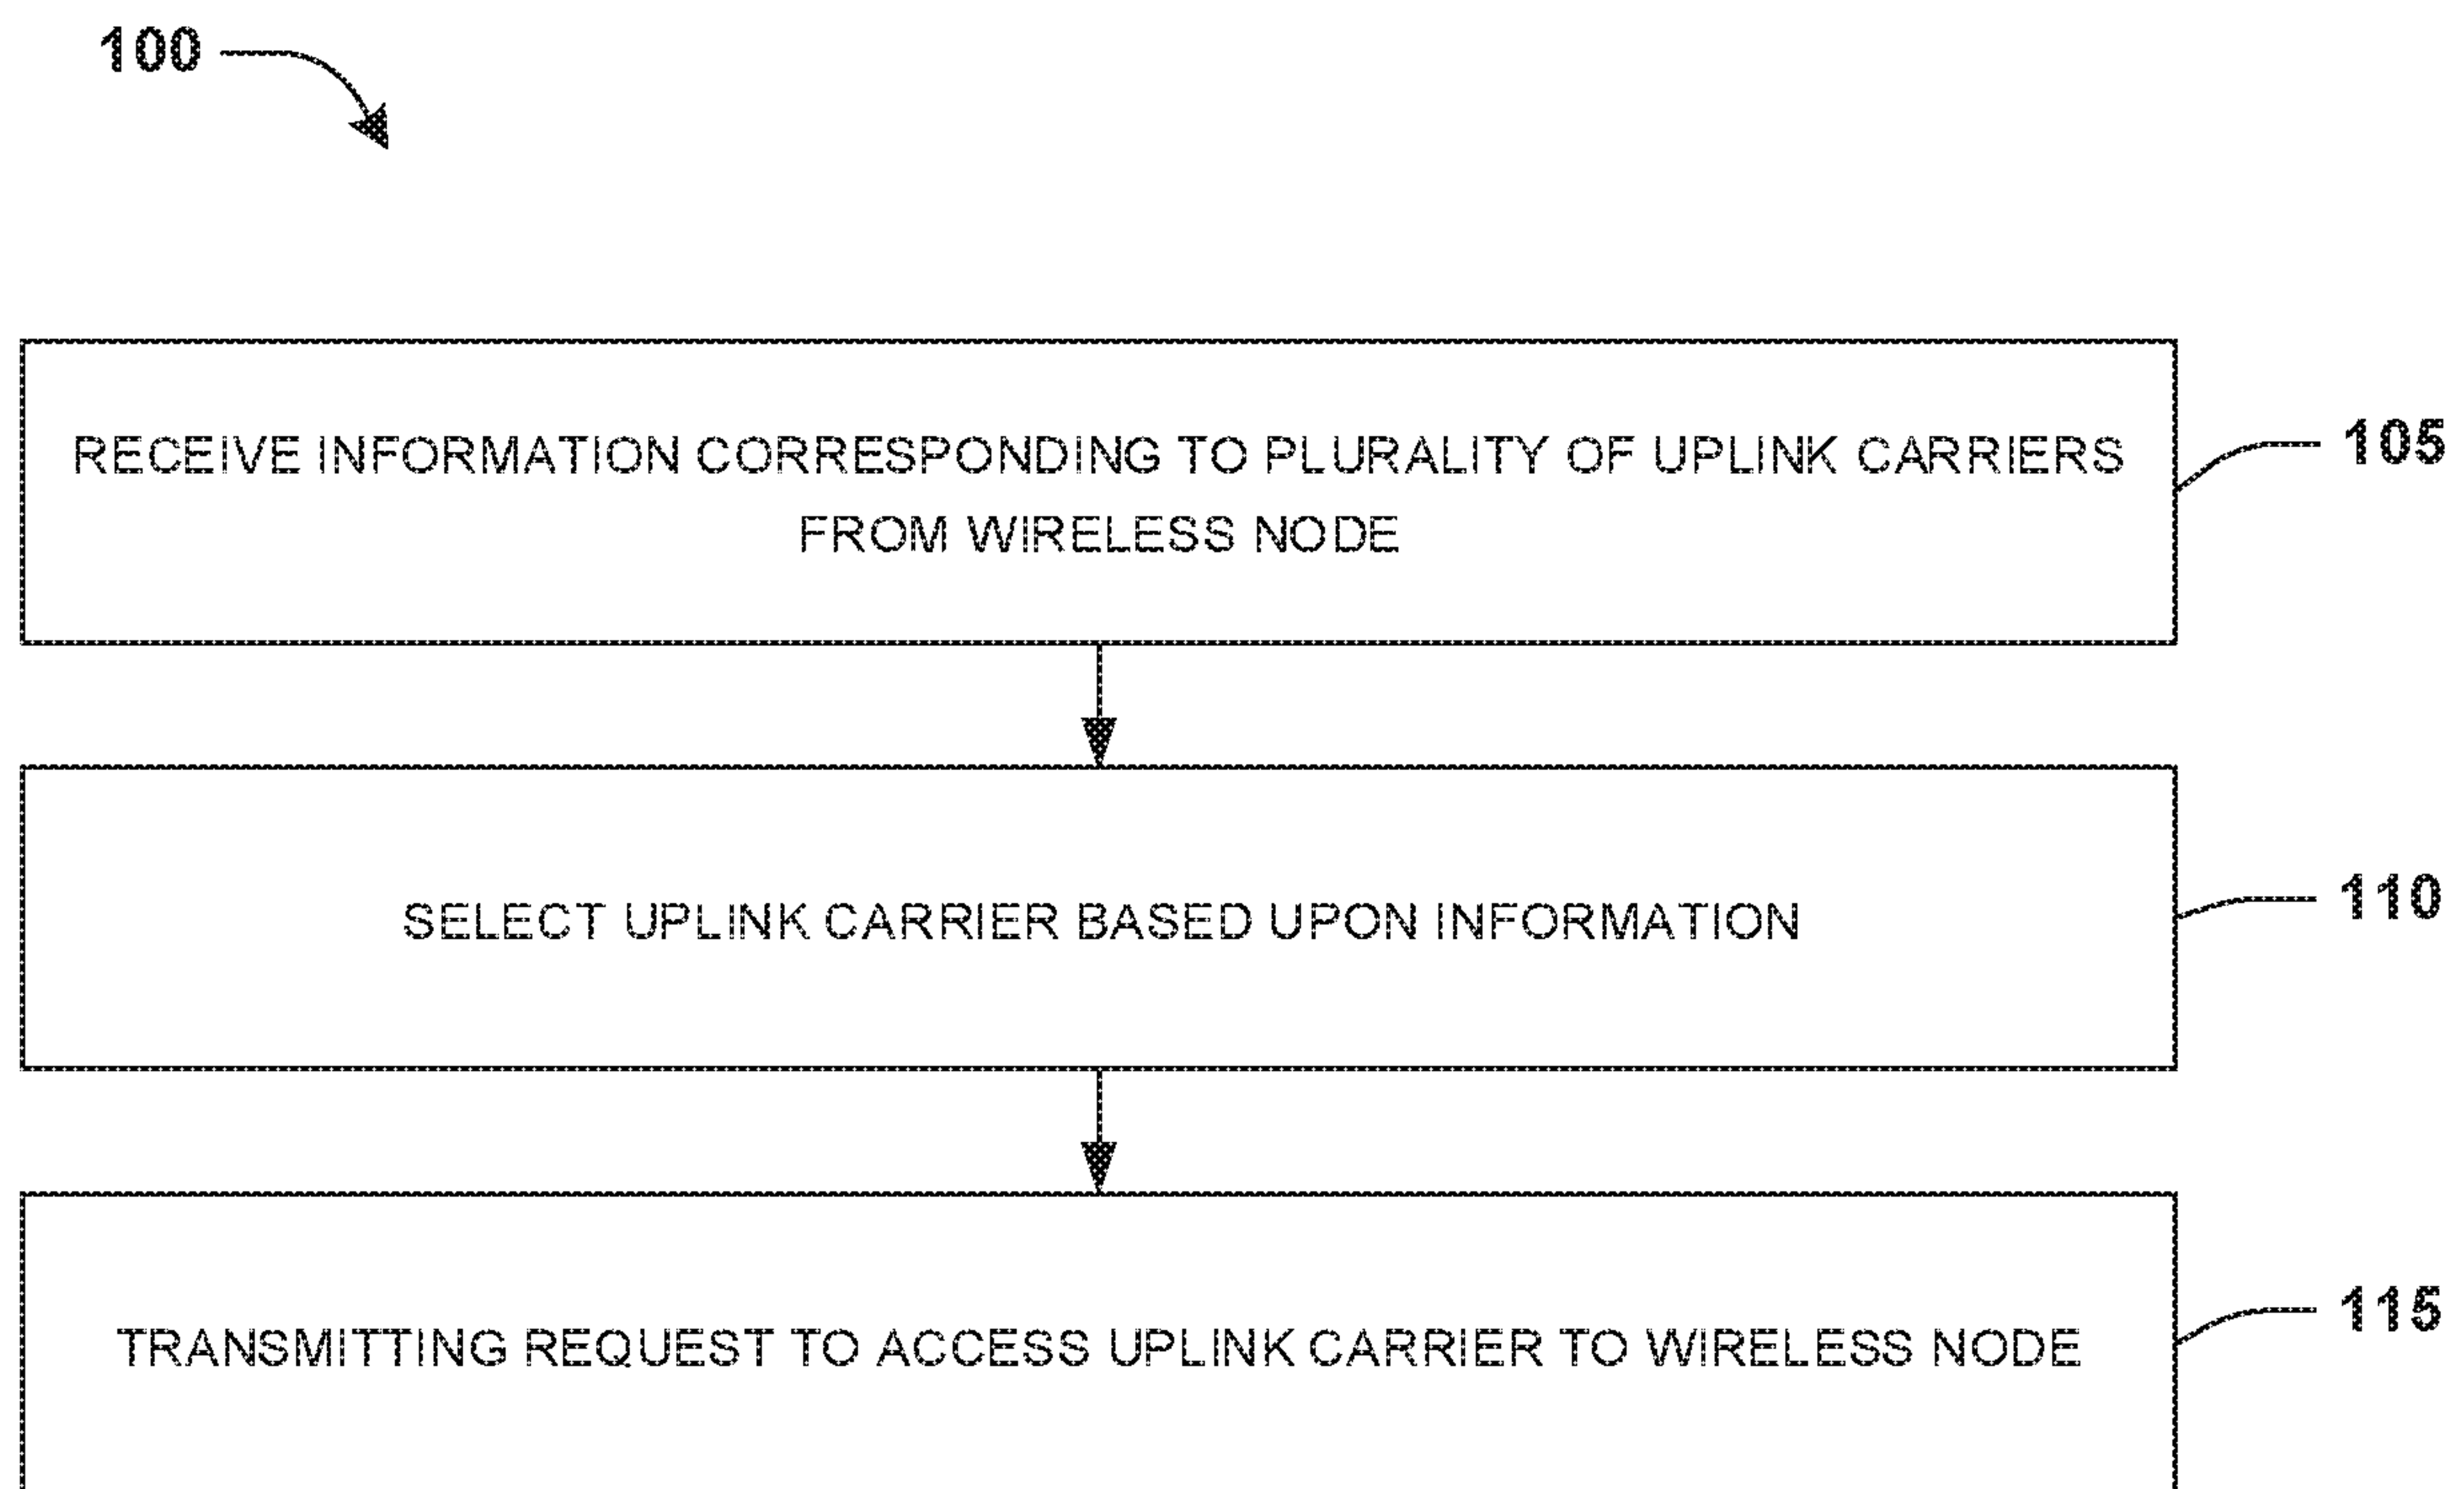 100
RECEIVE INFORMATION CORRESPONDING TO PLURALITY OF UPLINK CARRIERS
FROM WIRELESS NODE
105
SELECT UPLINK CARRIER BASED UPON INFORMATION
110
TRANSMITTING REQUEST TO ACCESS UPLINK CARRIER TO WIRELESS NODE
115